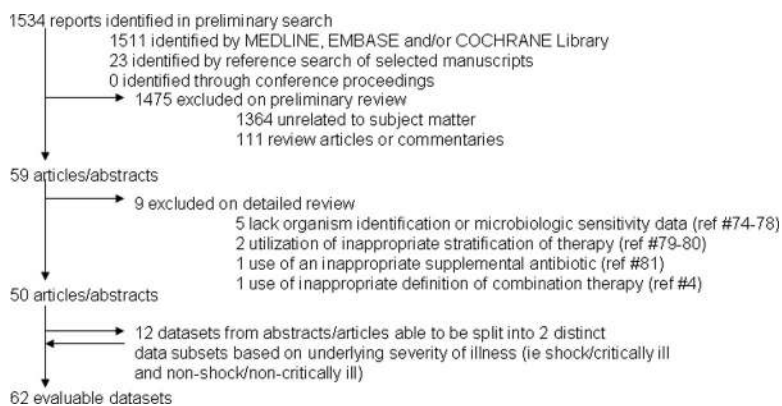 1534 reports identified in preliminary search
1511 identified by MEDLINE, EMBASE and/or COCHRANE Library
23 identified by reference search of selected manuscripts
0 identified through conference proceedings
1475 excluded on preliminary review
1364 unrelated to subject matter
111 review articles or commentaries
59 articles/abstracts
9 excluded on detailed review
5 lack organism identification or microbiologic sensitivity data (ref #74-78)
2 utilization of inappropriate stratification of therapy (ref #79-80)
1 use of an inappropriate supplemental antibiotic (ref #81)
1 use of inappropriate definition of combination therapy (ref #4)
50 articles/abstracts
12 datasets from abstracts/articles able to be split into 2 distinct
data subsets based on underlying severity of illness (ie shock/critically ill
and non-shock/non-critically ill)
62 evaluable datasets